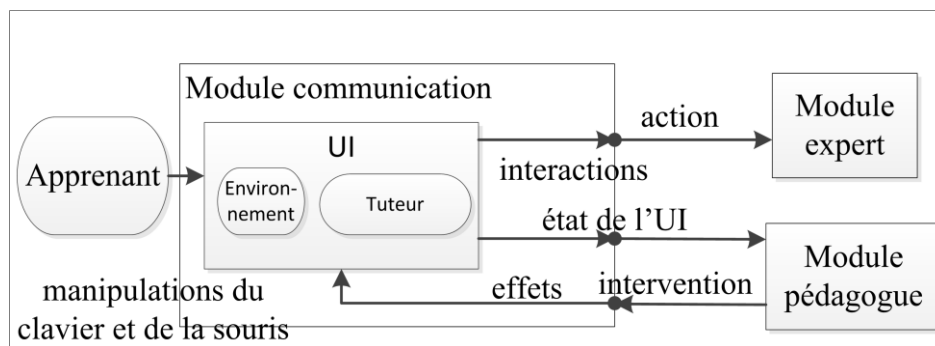 Module communication
UI
Apprenant
Environ-
nement
Tuteur
interactions
action
Module
expert
état de l’UI
effets
intervention
Module
pédagogue
manipulations du
clavier et de la souris